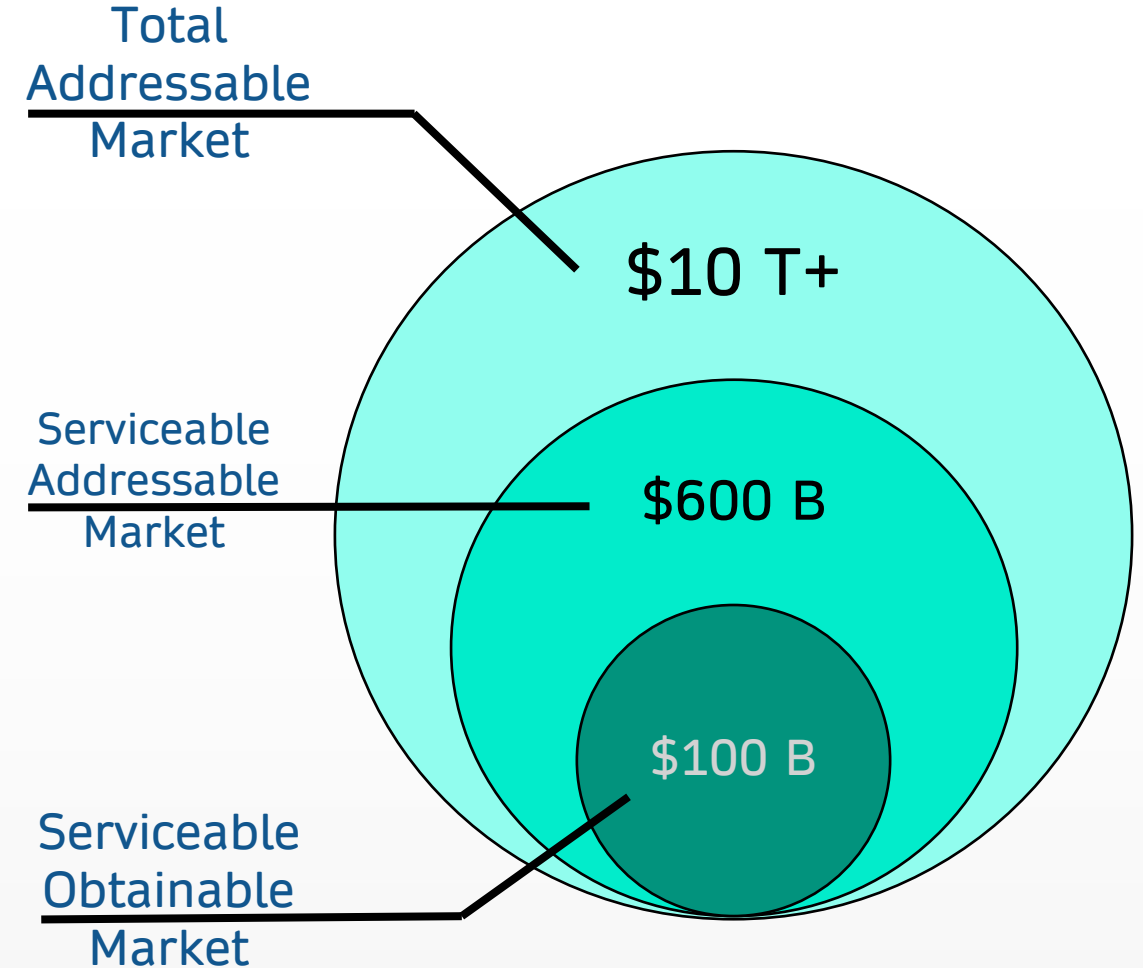 Total
Addressable
Market
$10 T+
Serviceable
Addressable
Market
$600 B
$100 B
Serviceable
Obtainable
Market